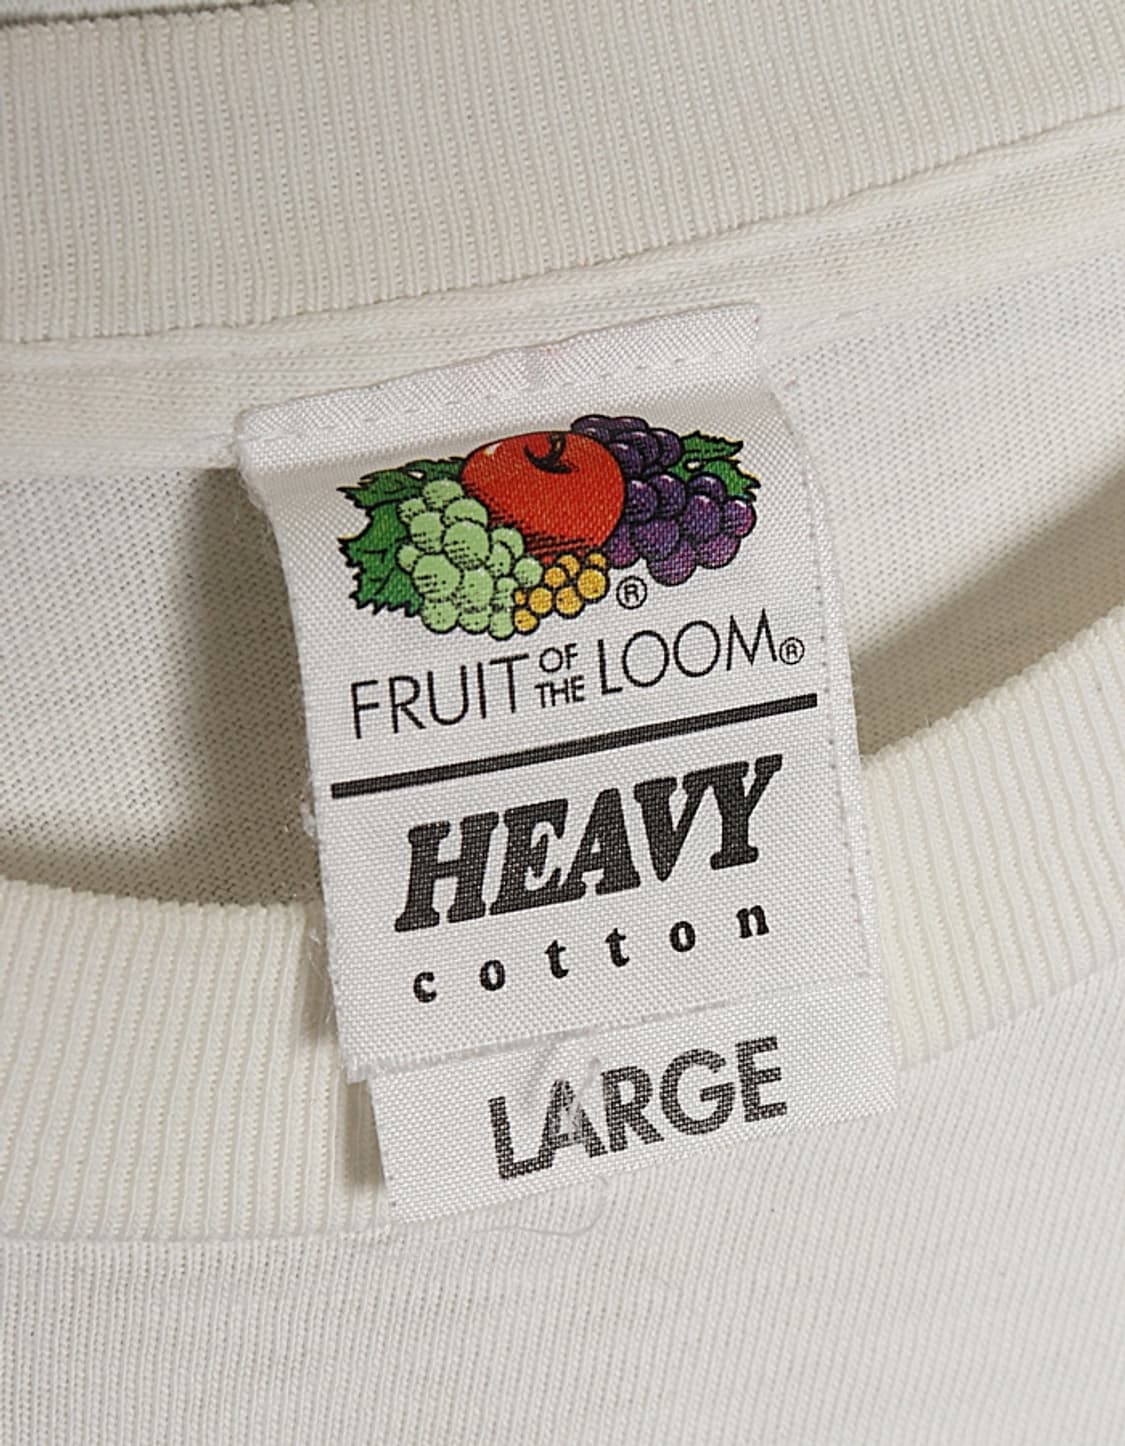 ®
FRUIT OF THE LOOM®
HEAVY
cotton
LARGE